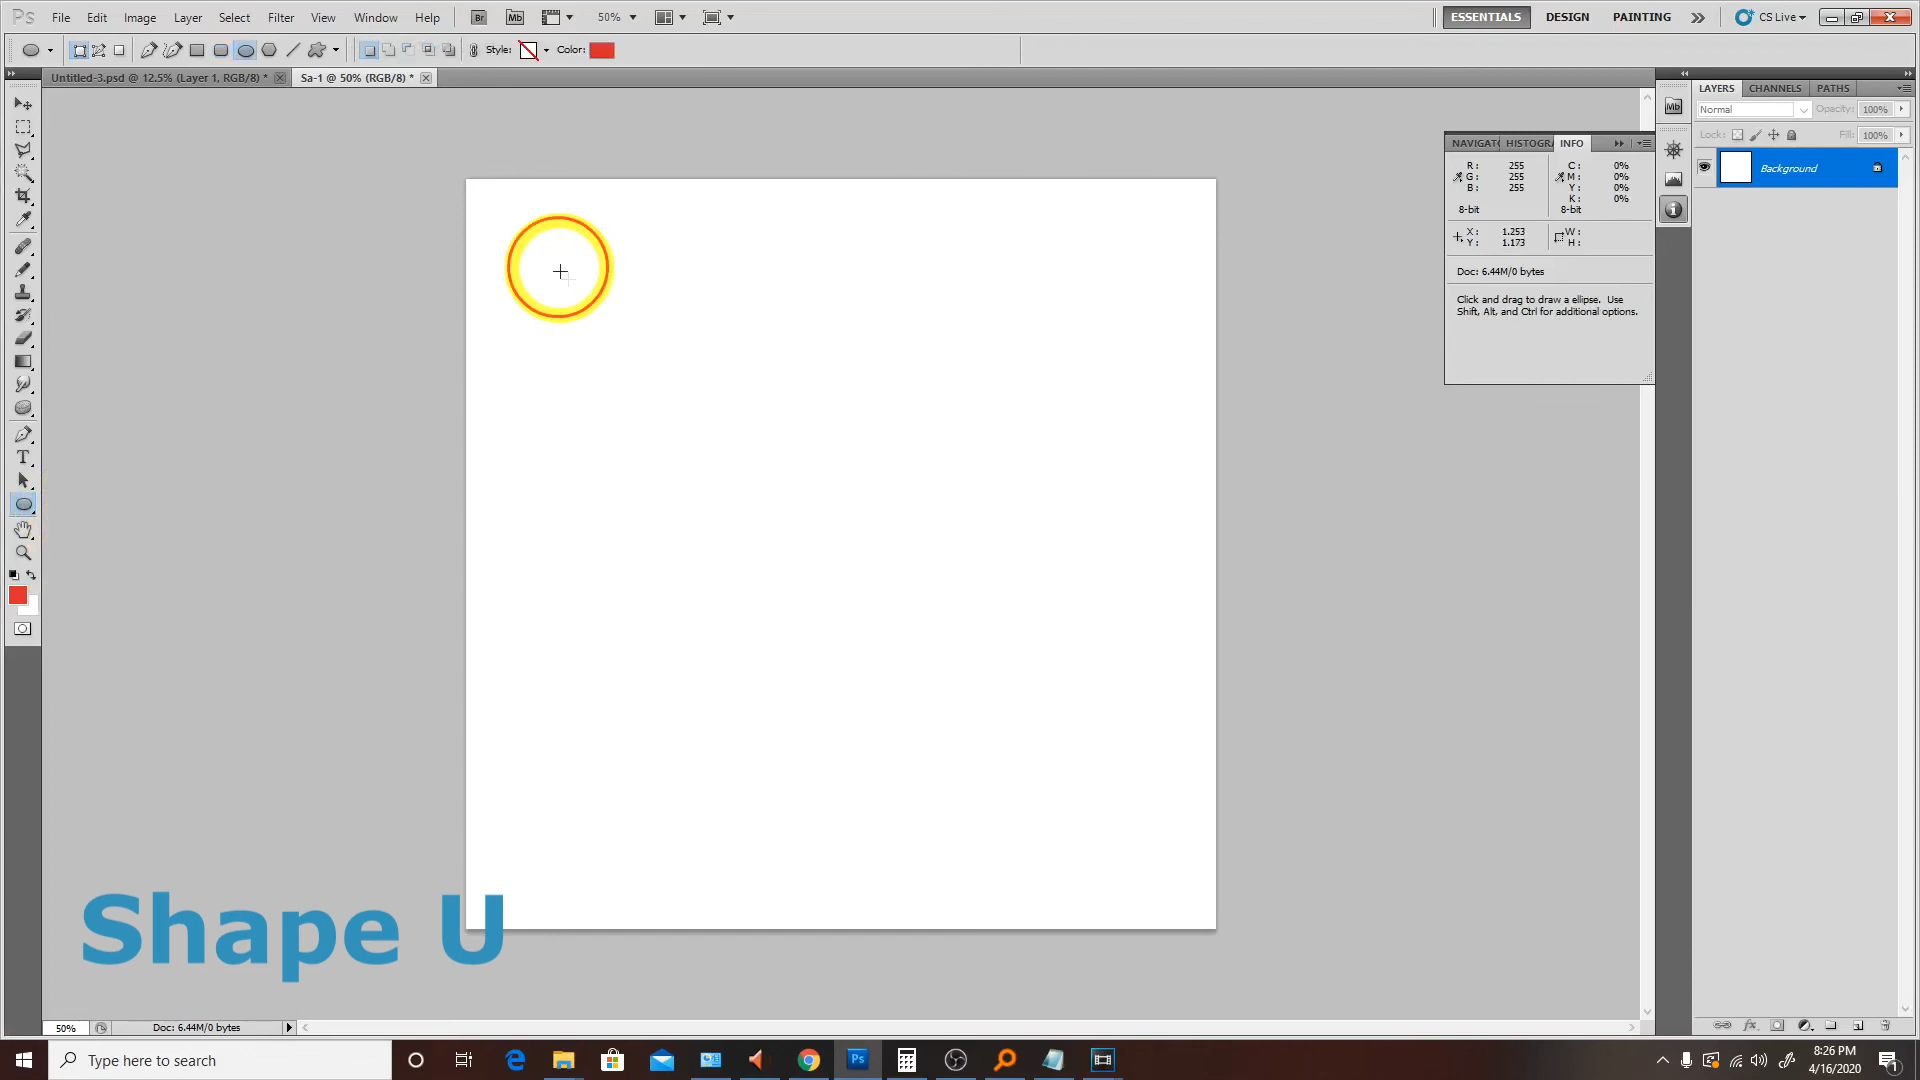 Ps File Edit Image Layer Select Filter View Window Help Br Mb 50% ESSENTIALS DESIGN PAINTING CS Live
Style: Color:
Untitled-3.psd @ 12.5% (Layer 1, RGB/8) * Sa-1 @ 50% (RGB/8) *
LAYERS CHANNELS PATHS
Normal Opacity: 100%
Lock: Fill: 100%
Background
Mb
NAVIGATO HISTOGRA INFO
R: 255 C: 0%
G: 255 M: 0%
B: 255 Y: 0%
K: 0%
8-bit 8-bit
X: 1.253 W:
Y: 1.173 H:
Doc: 6.44M/0 bytes
Click and drag to draw a ellipse. Use
Shift, Alt, and Ctrl for additional options.
T
Shape U
50% Doc: 6.44M/0 bytes
fx
Type here to search
Ps
8:26 PM
4/16/2020
1